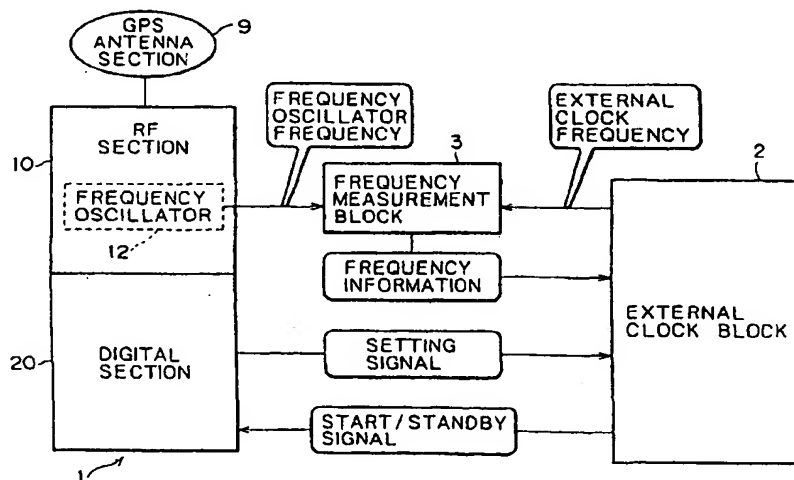 GPS
ANTENNA
SECTION
9
RF
SECTION
10
FREQUENCY
OSCILLATOR
12
FREQUENCY
OSCILLATOR
FREQUENCY
3
FREQUENCY
MEASUREMENT
BLOCK
EXTERNAL
CLOCK
FREQUENCY
2
FREQUENCY
INFORMATION
EXTERNAL
CLOCK BLOCK
20
DIGITAL
SECTION
SETTING
SIGNAL
START/STANDBY
SIGNAL
1